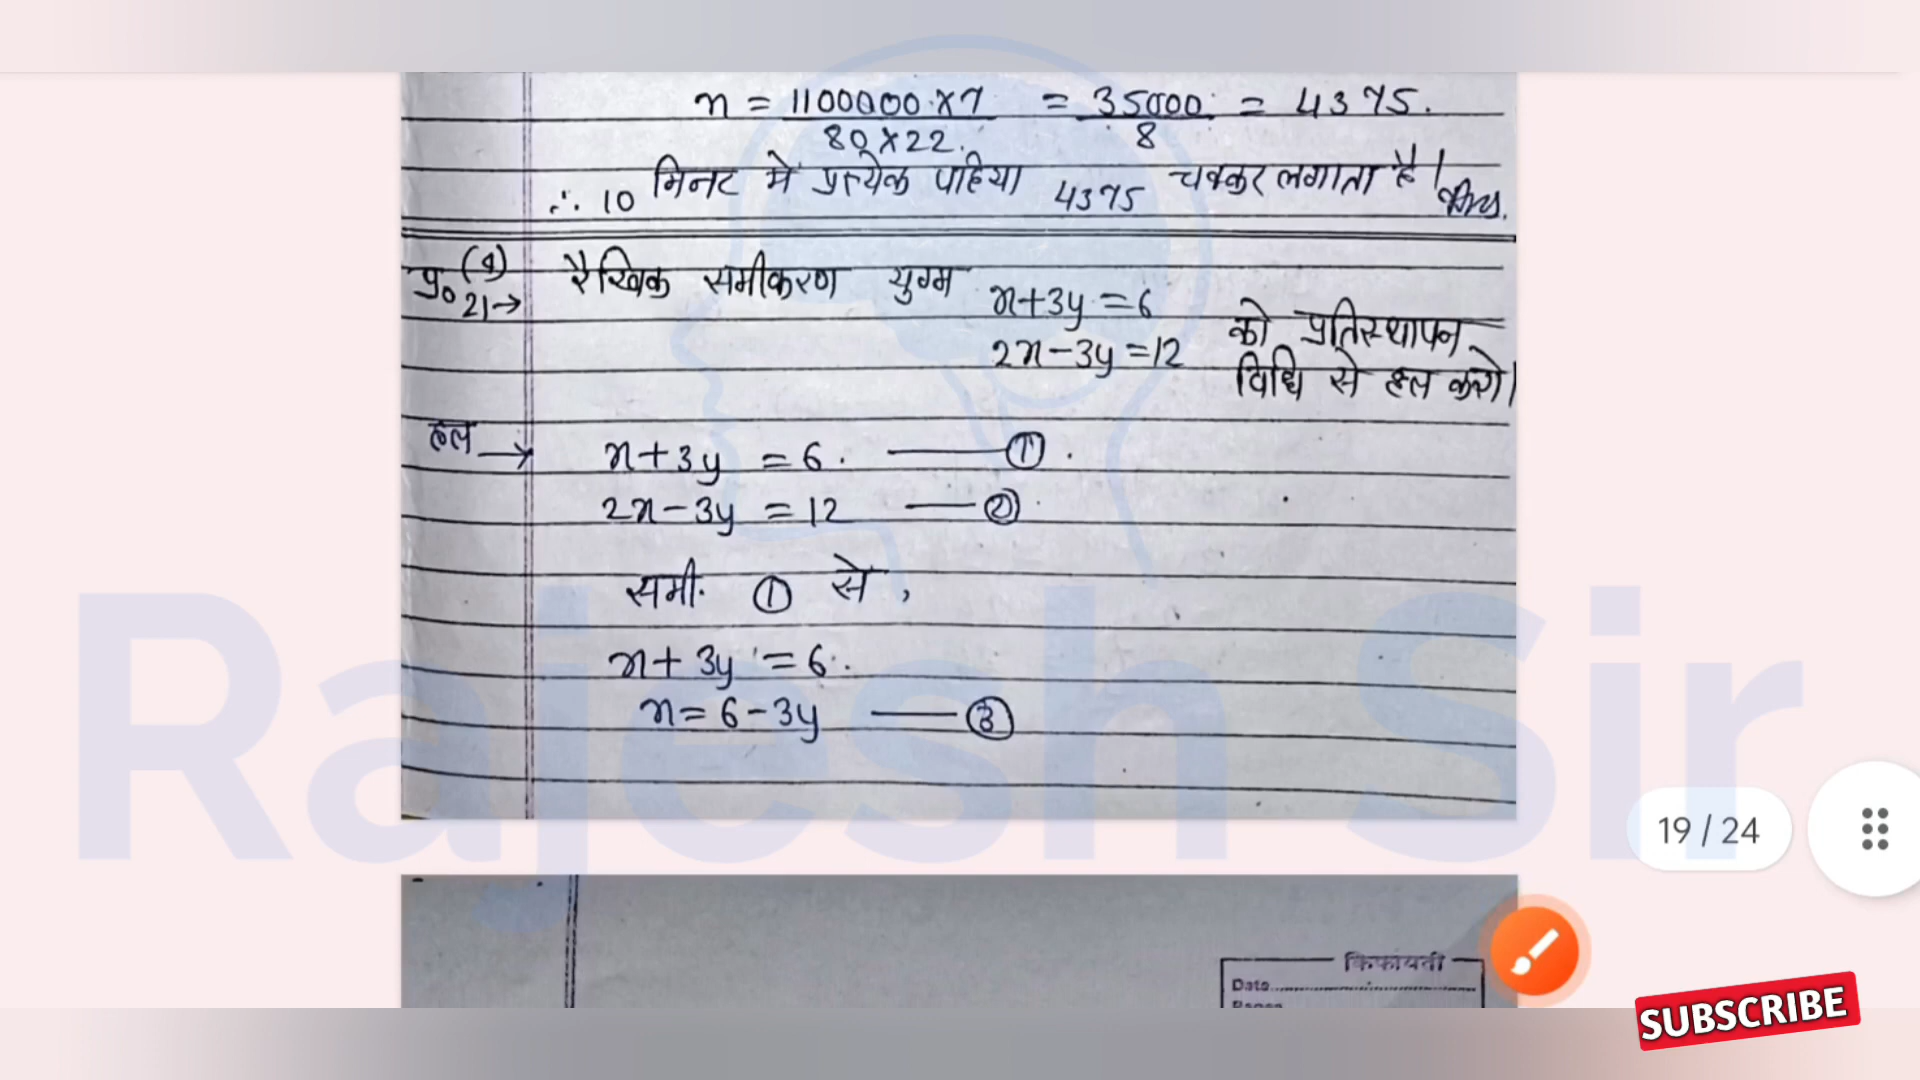 n = 1100000×7 / 80×22. = 35000 / 8 = 4375.
∴ 10 मिनट में प्रत्येक पहिया 4375 चक्कर लगाता है। Ans.
प्र० 21→ रैखिक समीकरण युग्म x+3y = 6
2x-3y = 12 को प्रतिस्थापन
विधि से हल करो।
हल → x+3y = 6. —— ①.
2x-3y = 12 —— ②
समी. ① से,
x+3y = 6.
x = 6-3y —— ③
Rajesh Sir
19 / 24
किफायती
Date
SUBSCRIBE